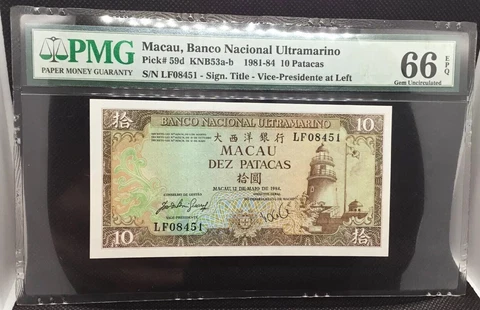 PMG
PAPER MONEY GUARANTY
Macau, Banco Nacional Ultramarino
Pick# 59d KNB53a-b 1981-84 10 Patacas
S/N LF08451 - Sign. Title - Vice-Presidente at Left
66 EPQ
Gem Uncirculated
拾 BANCO NACIONAL ULTRAMARINO 10
大西洋銀行 LF08451
MACAU
DEZ PATACAS
拾圓
MACAU, 12 DE MAIO DE 1984
VICE-PRESIDENTE
LF08451
10 拾